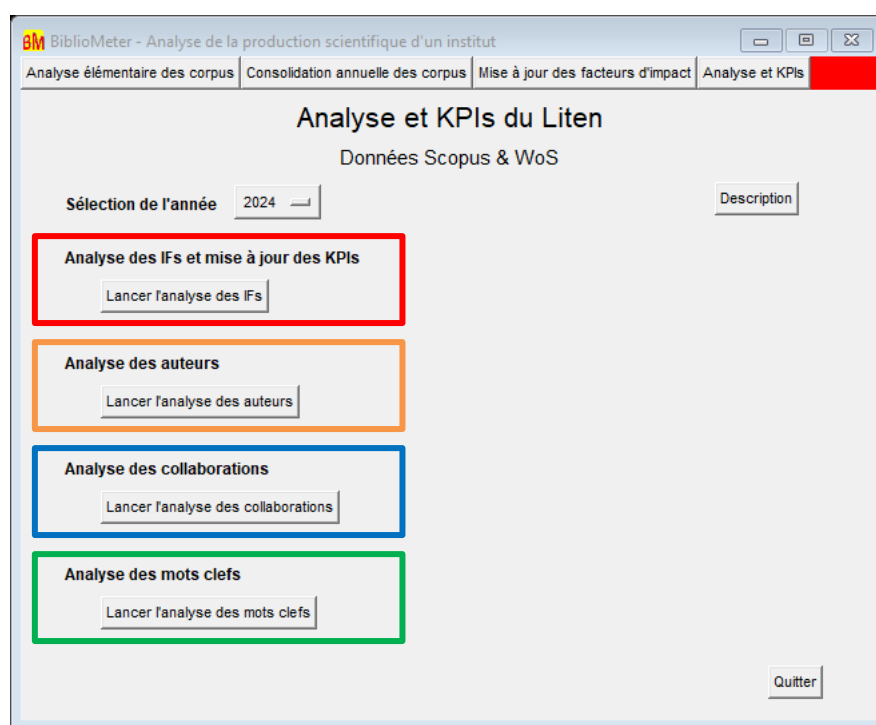 BM BiblioMeter - Analyse de la production scientifique d'un institut
Analyse élémentaire des corpus Consolidation annuelle des corpus Mise à jour des facteurs d'impact Analyse et KPIs
Analyse et KPIs du Liten
Données Scopus & WoS
Sélection de l'année 2024 Description
Analyse des IFs et mise à jour des KPIs
Lancer l'analyse des IFs
Analyse des auteurs
Lancer l'analyse des auteurs
Analyse des collaborations
Lancer l'analyse des collaborations
Analyse des mots clefs
Lancer l'analyse des mots clefs
Quitter